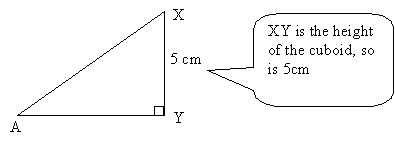 X
XY is the height
of the cuboid, so
is 5cm
5 cm
Y
A